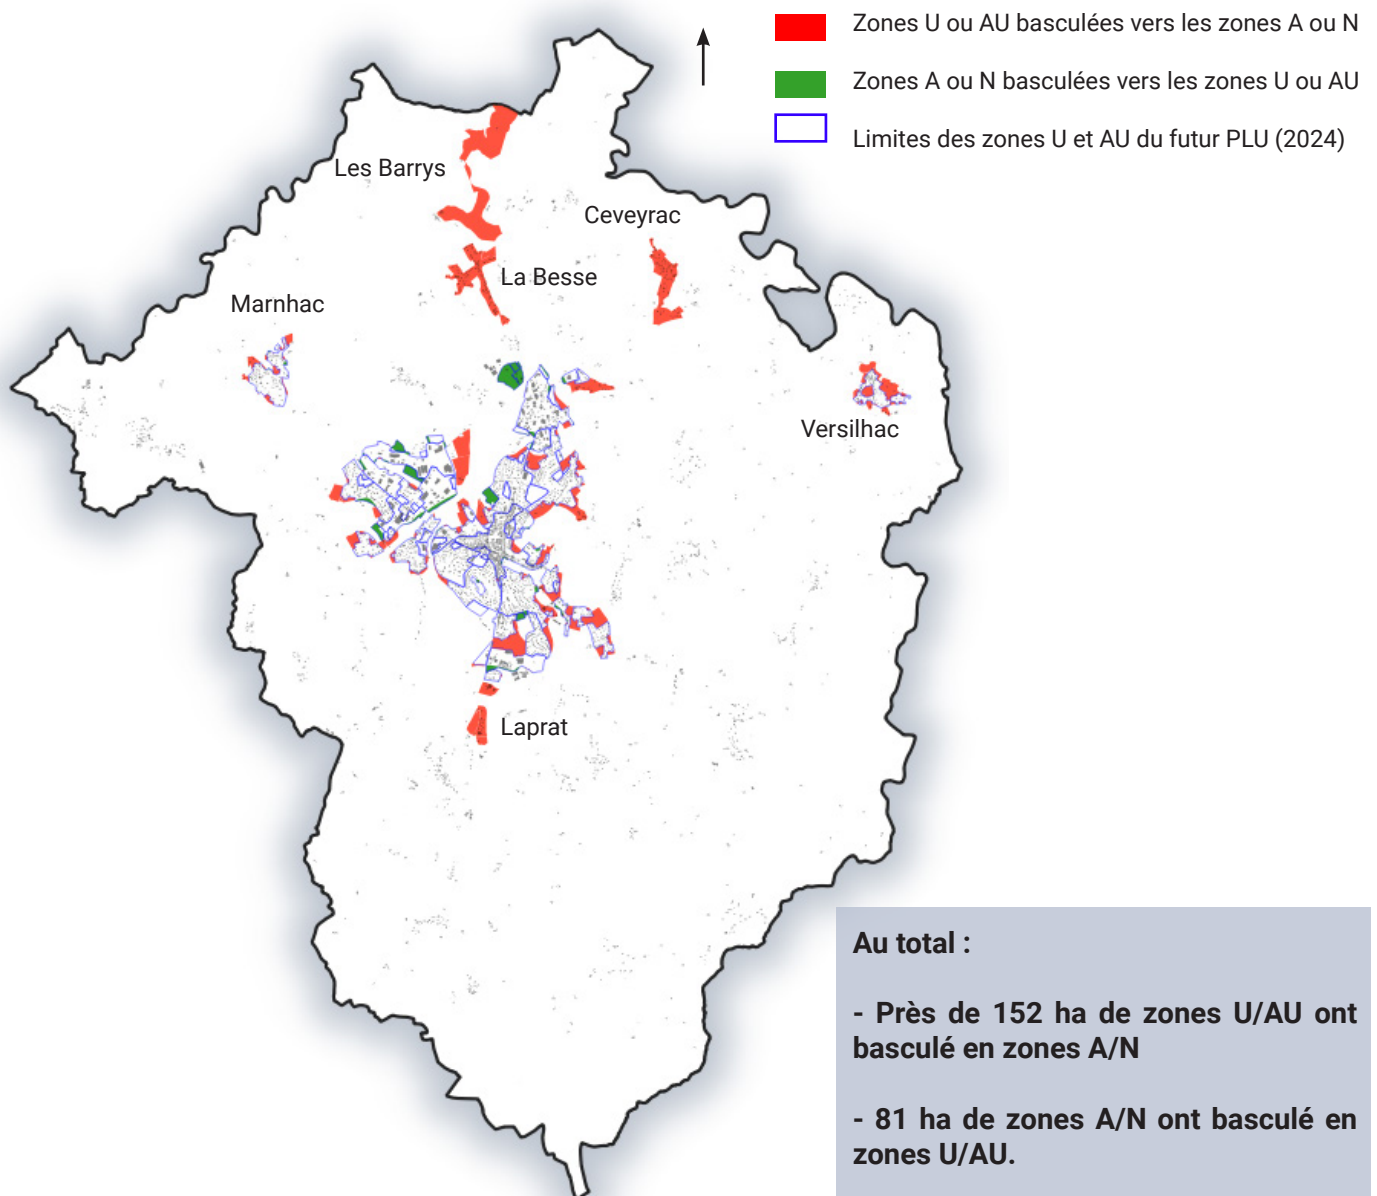 Zones U ou AU basculées vers les zones A ou N
Zones A ou N basculées vers les zones U ou AU
Limites des zones U et AU du futur PLU (2024)
Les Barrys
Ceveyrac
La Besse
Marnhac
Versilhac
Laprat
Au total :
- Près de 152 ha de zones U/AU ont
basculé en zones A/N
- 81 ha de zones A/N ont basculé en
zones U/AU.